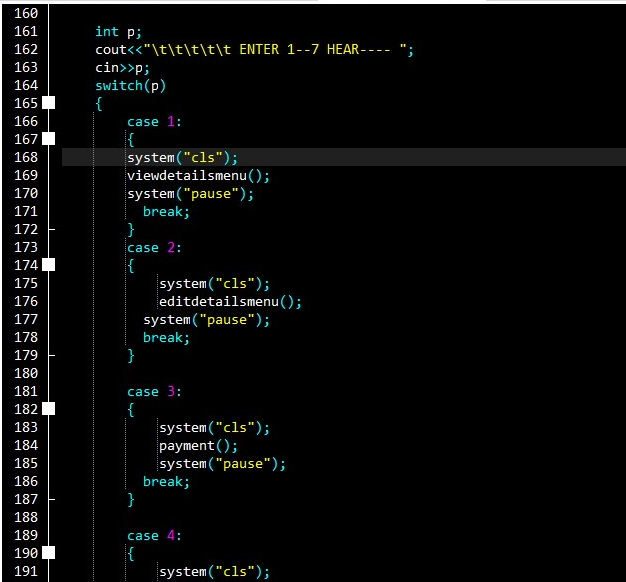 160
161 int p;
162 cout<<"\t\t\t\t\t ENTER 1--7 HEAR---- ";
163 cin>>p;
164 switch(p)
165 {
166 case 1:
167 {
168 system("cls");
169 viewdetailsmenu();
170 system("pause");
171 break;
172 }
173 case 2:
174 {
175 system("cls");
176 editdetailsmenu();
177 system("pause");
178 break;
179 }
180
181 case 3:
182 {
183 system("cls");
184 payment();
185 system("pause");
186 break;
187 }
188
189 case 4:
190 {
191 system("cls");